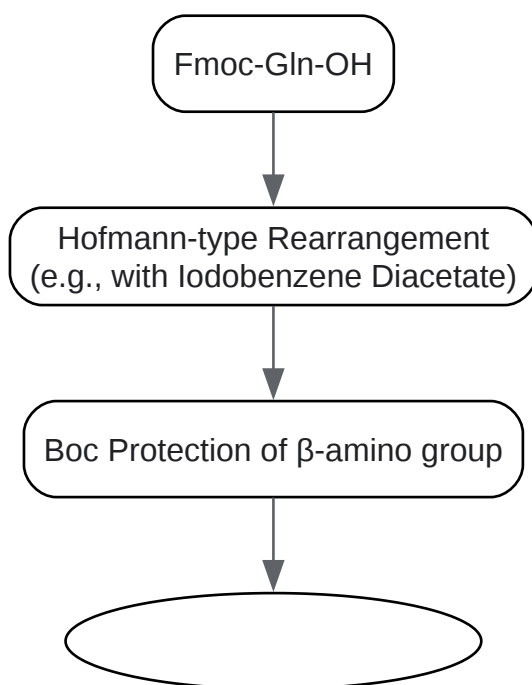 Fmoc-Gln-OH
Hofmann-type Rearrangement
(e.g., with Iodobenzene Diacetate)
Boc Protection of β-amino group